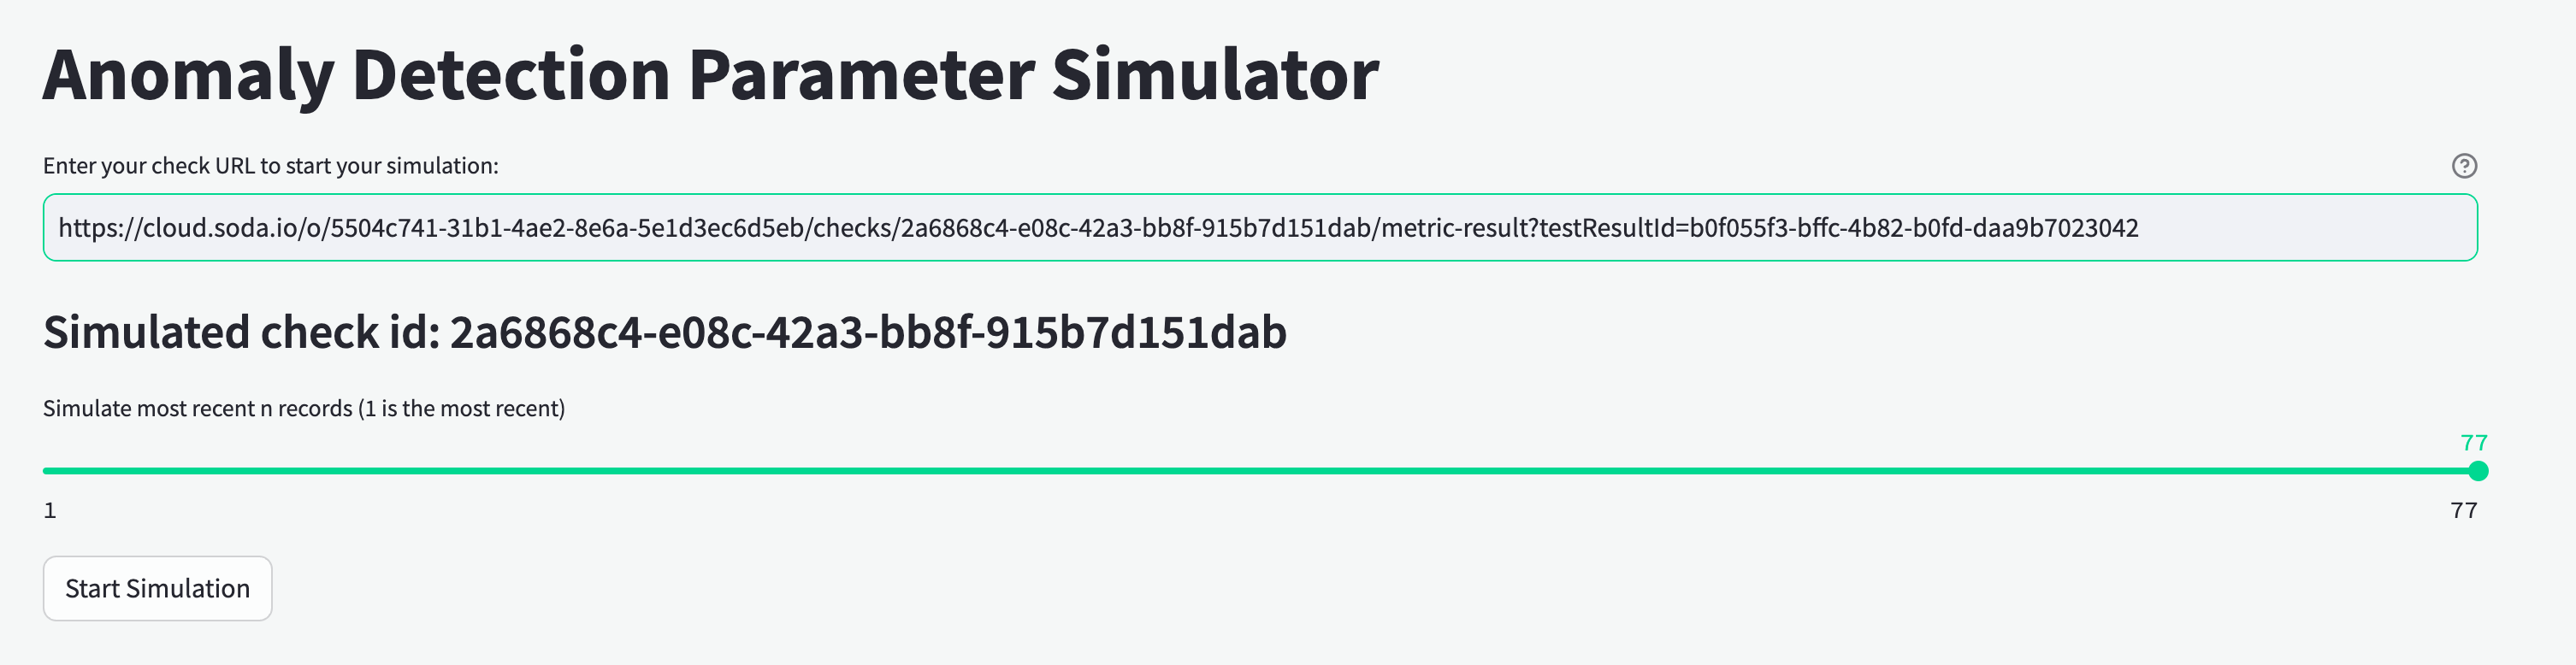 Anomaly Detection Parameter Simulator
Enter your check URL to start your simulation:
https://cloud.soda.io/o/5504c741-31b1-4ae2-8e6a-5e1d3ec6d5eb/checks/2a6868c4-e08c-42a3-bb8f-915b7d151dab/metric-result?testResultId=b0f055f3-bffc-4b82-b0fd-daa9b7023042
Simulated check id: 2a6868c4-e08c-42a3-bb8f-915b7d151dab
Simulate most recent n records (1 is the most recent)
77
1 77
Start Simulation